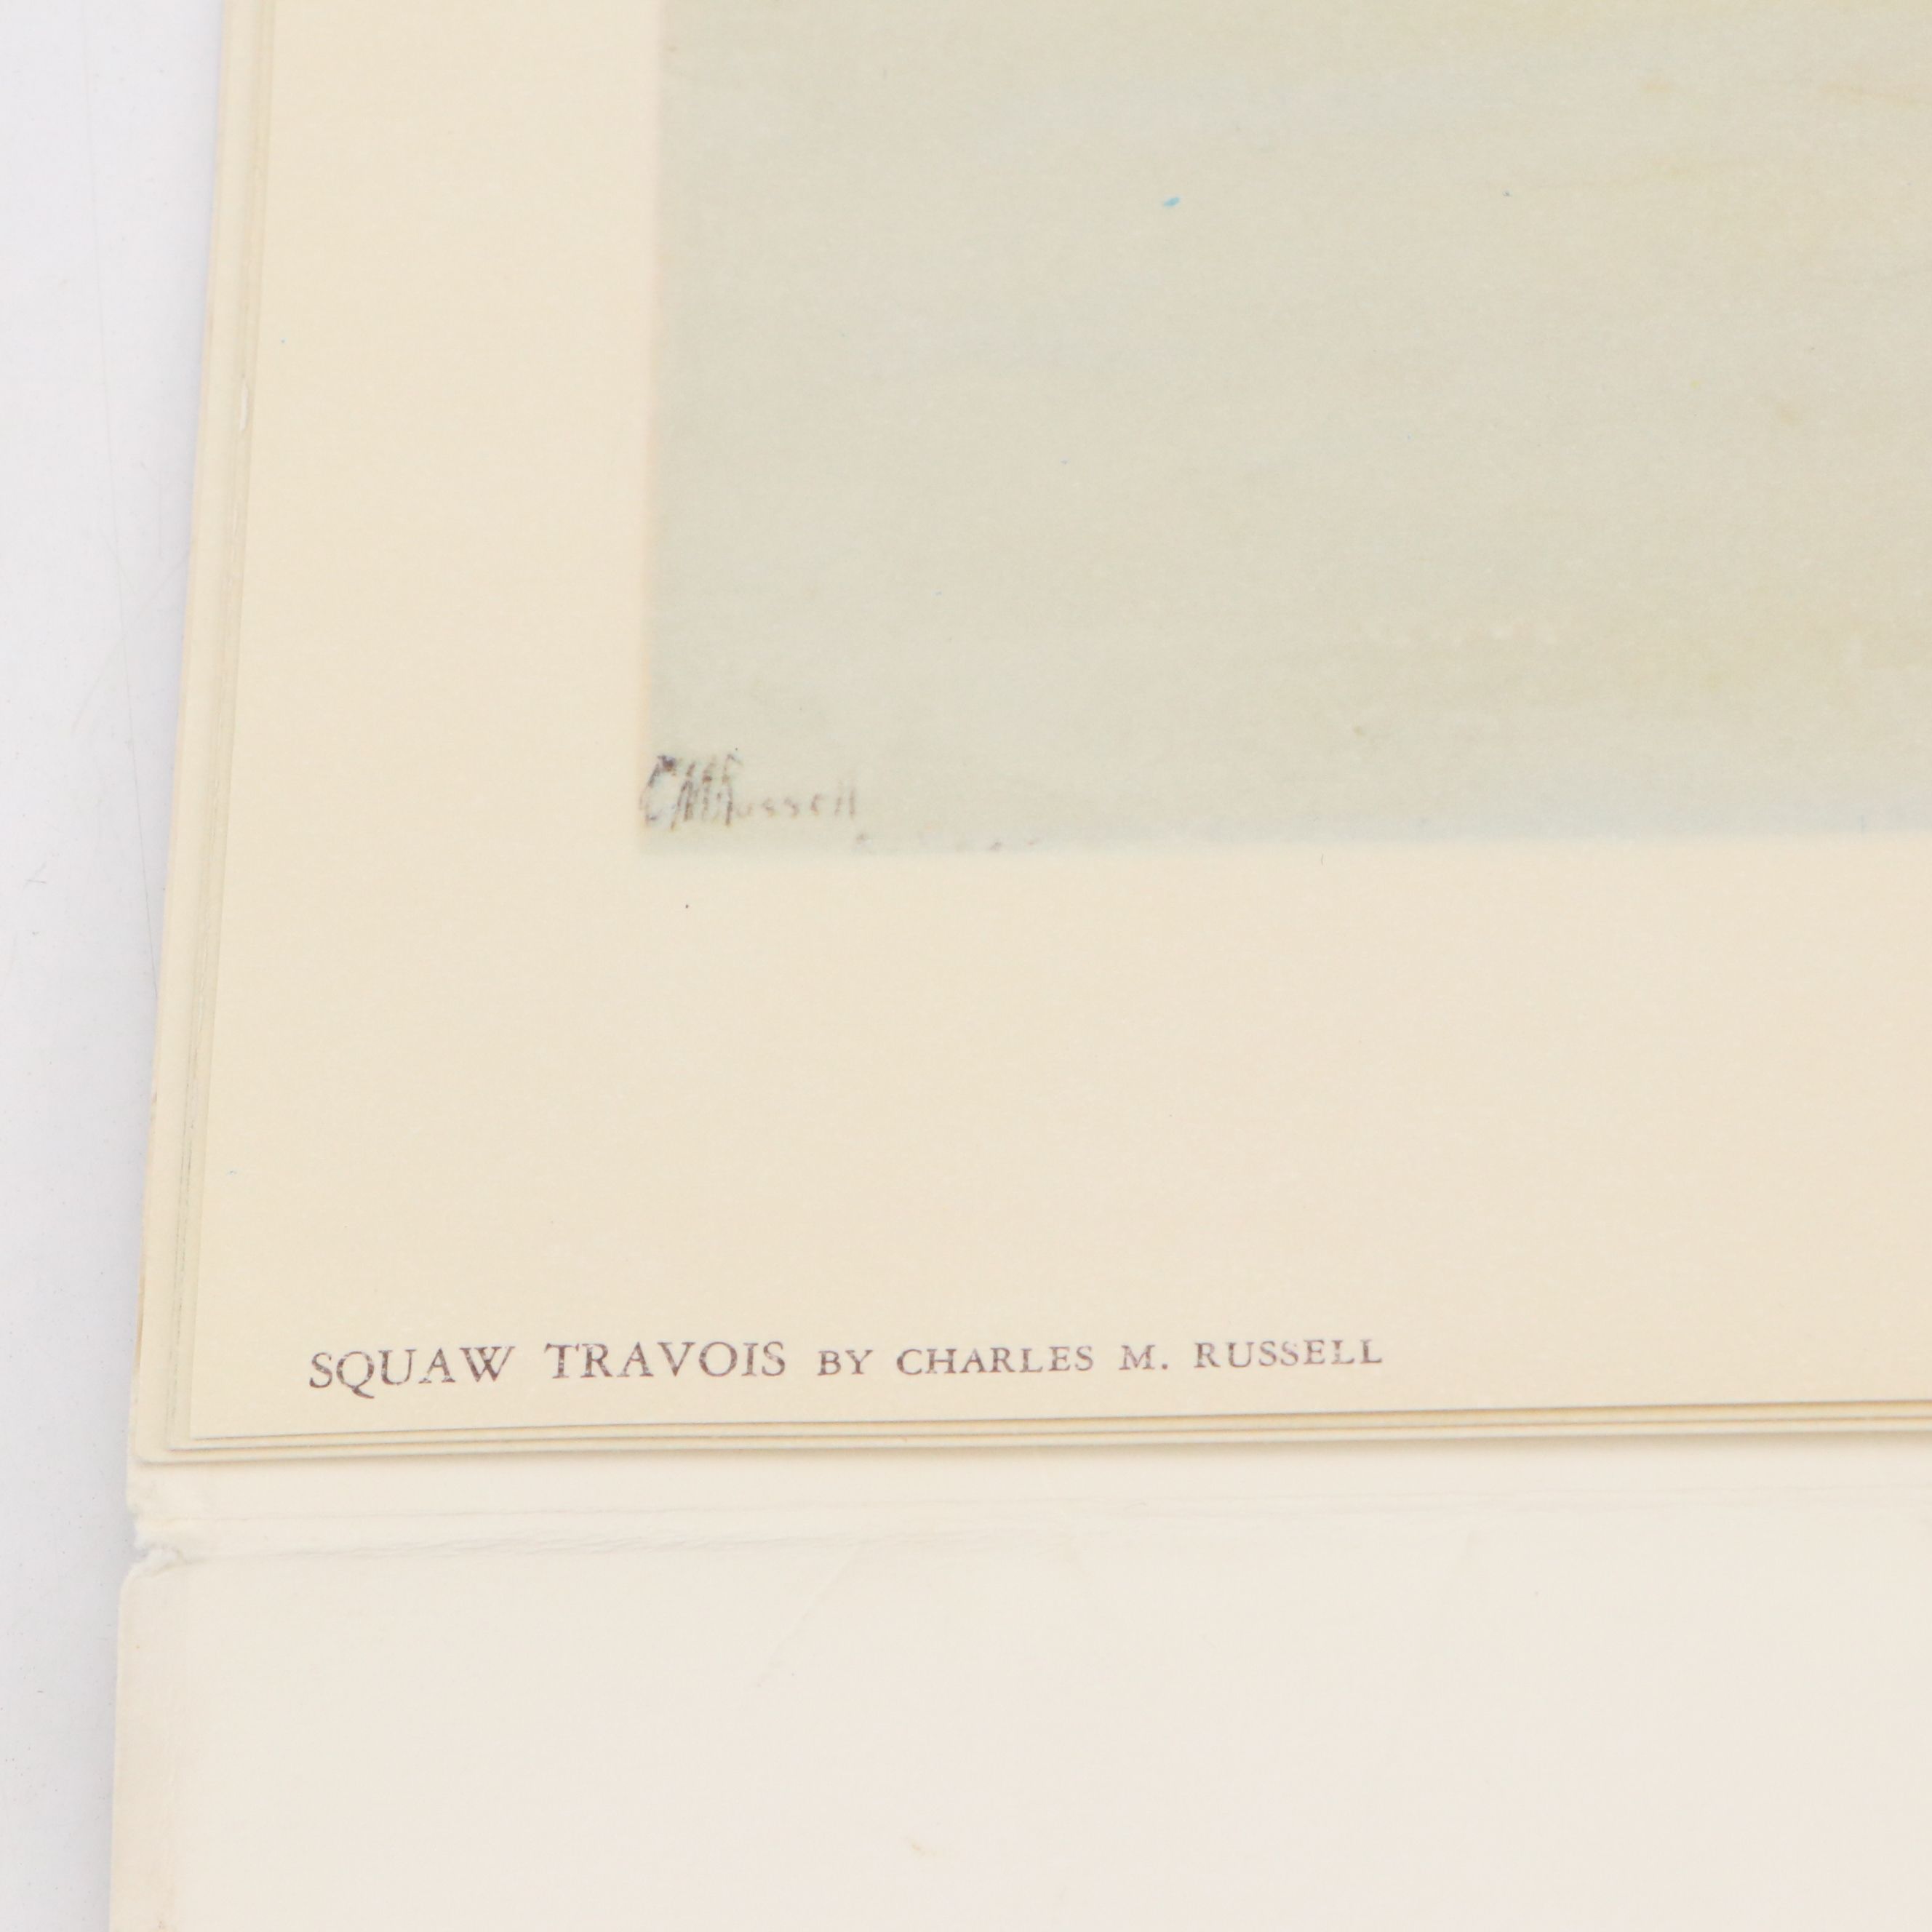 CMRussell
SQUAW TRAVOIS BY CHARLES M. RUSSELL